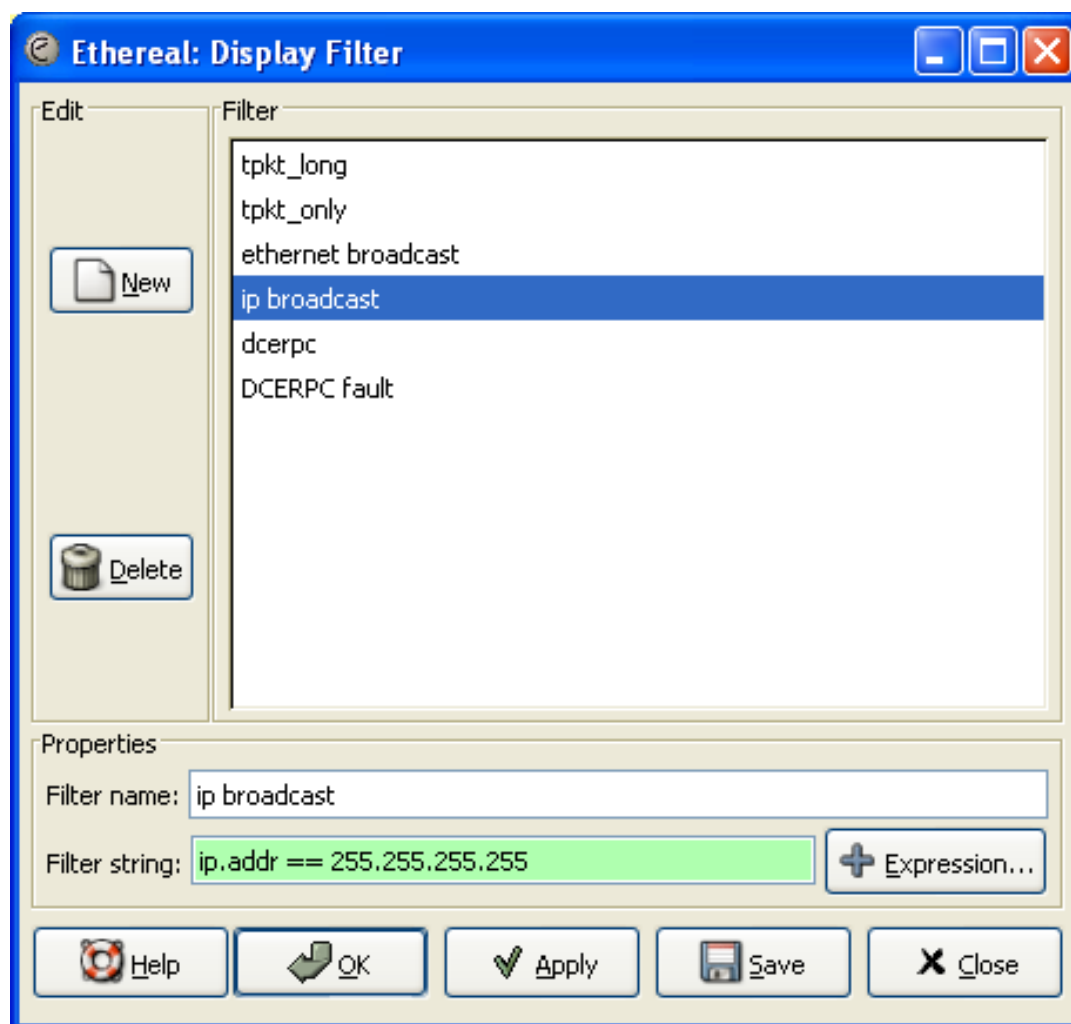 Ethereal: Display Filter
Edit
Filter
tpkt_long
tpkt_only
ethernet broadcast
New
ip broadcast
dcerpc
DCERPC fault
Delete
Properties
Filter name: ip broadcast
Filter string: ip.addr == 255.255.255.255 Expression...
Help OK Apply Save Close